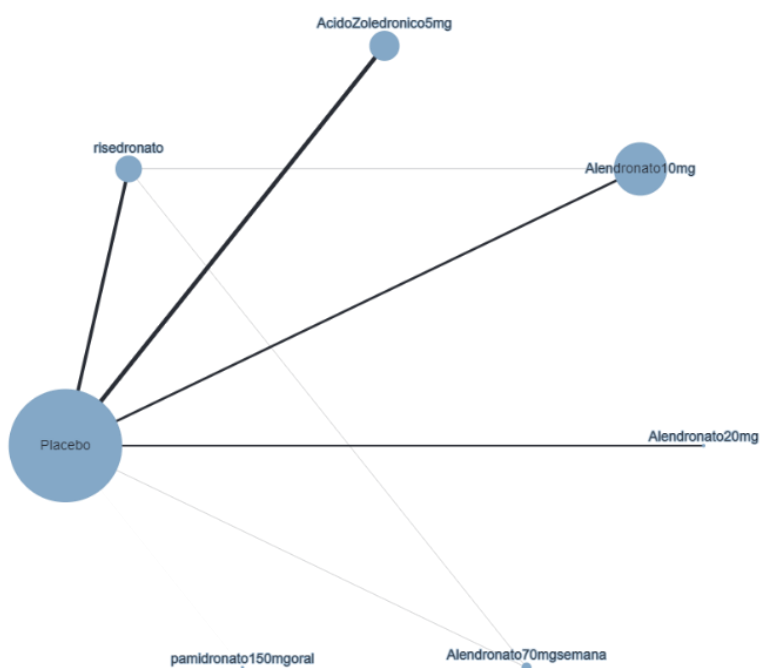 AcidoZoledronico5mg
risedronato
Alendronato10mg
Placebo
Alendronato20mg
pamidronato150mgoral
Alendronato70mgsemana